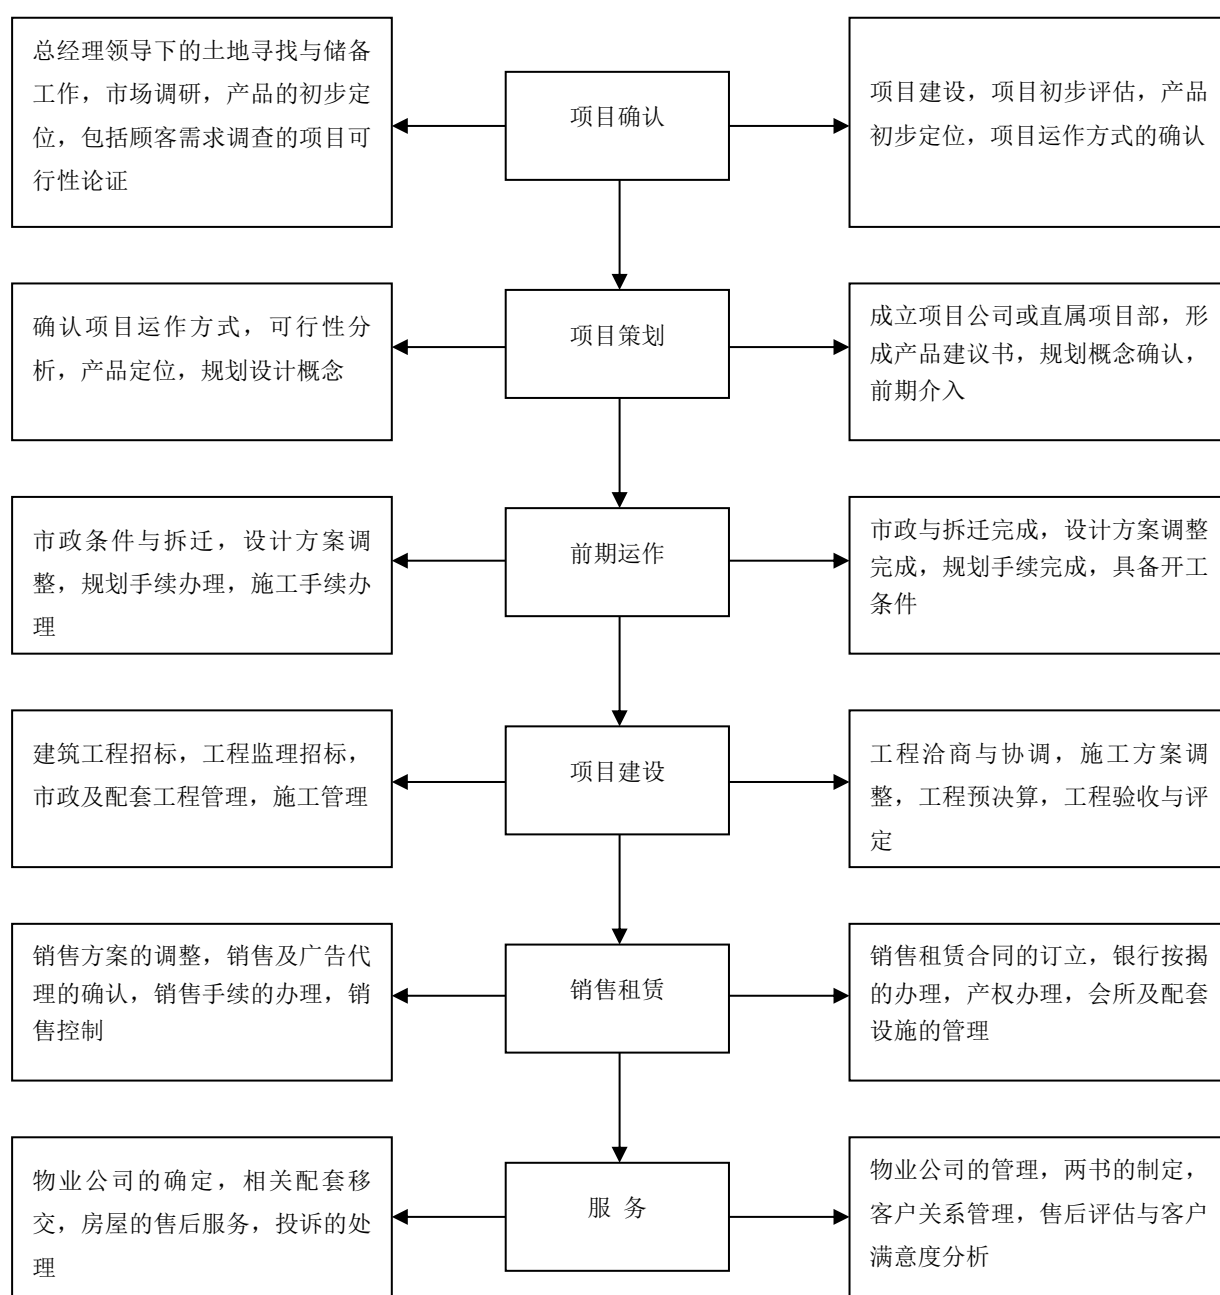 总经理领导下的土地寻找与储备
工作，市场调研，产品的初步定
位，包括顾客需求调查的项目可
行性论证
项目确认
项目建设，项目初步评估，产品
初步定位，项目运作方式的确认
确认项目运作方式，可行性分
析，产品定位，规划设计概念
项目策划
成立项目公司或直属项目部，形
成产品建议书，规划概念确认，
前期介入
市政条件与拆迁，设计方案调
整，规划手续办理，施工手续办
理
前期运作
市政与拆迁完成，设计方案调整
完成，规划手续完成，具备开工
条件
建筑工程招标，工程监理招标，
市政及配套工程管理，施工管理
项目建设
工程洽商与协调，施工方案调
整，工程预决算，工程验收与评
定
销售方案的调整，销售及广告代
理的确认，销售手续的办理，销
售控制
销售租赁
销售租赁合同的订立，银行按揭
的办理，产权办理，会所及配套
设施的管理
物业公司的确定，相关配套移
交，房屋的售后服务，投诉的处
理
服 务
物业公司的管理，两书的制定，
客户关系管理，售后评估与客户
满意度分析